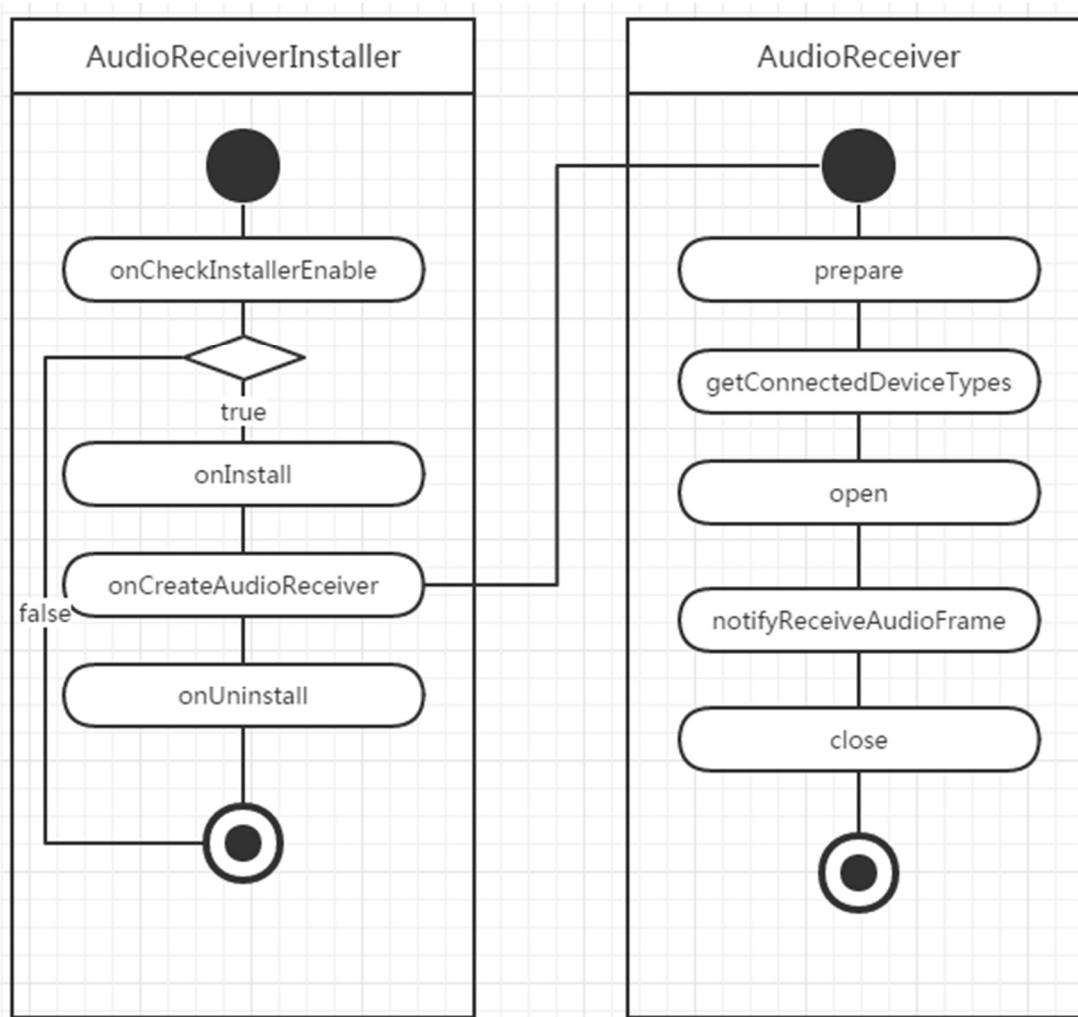 AudioReceiverInstaller
onCheckInstallerEnable
true
onInstall
onCreateAudioReceiver
false
onUninstall
AudioReceiver
prepare
getConnectedDeviceTypes
open
notifyReceiveAudioFrame
close